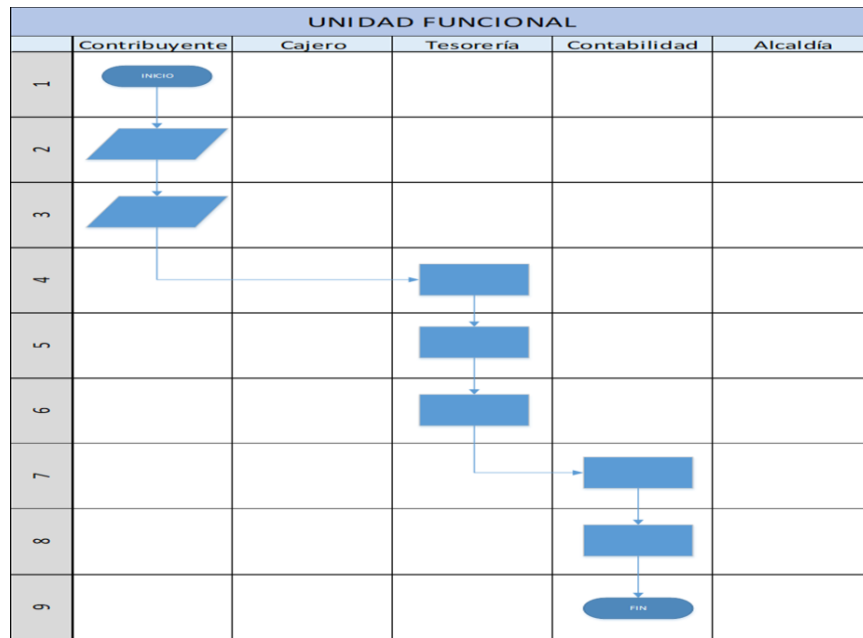 UNIDAD FUNCIONAL
Contribuyente Cajero Tesorería Contabilidad Alcaldía
1
INICIO
2
3
4
5
6
7
8
9
FIN